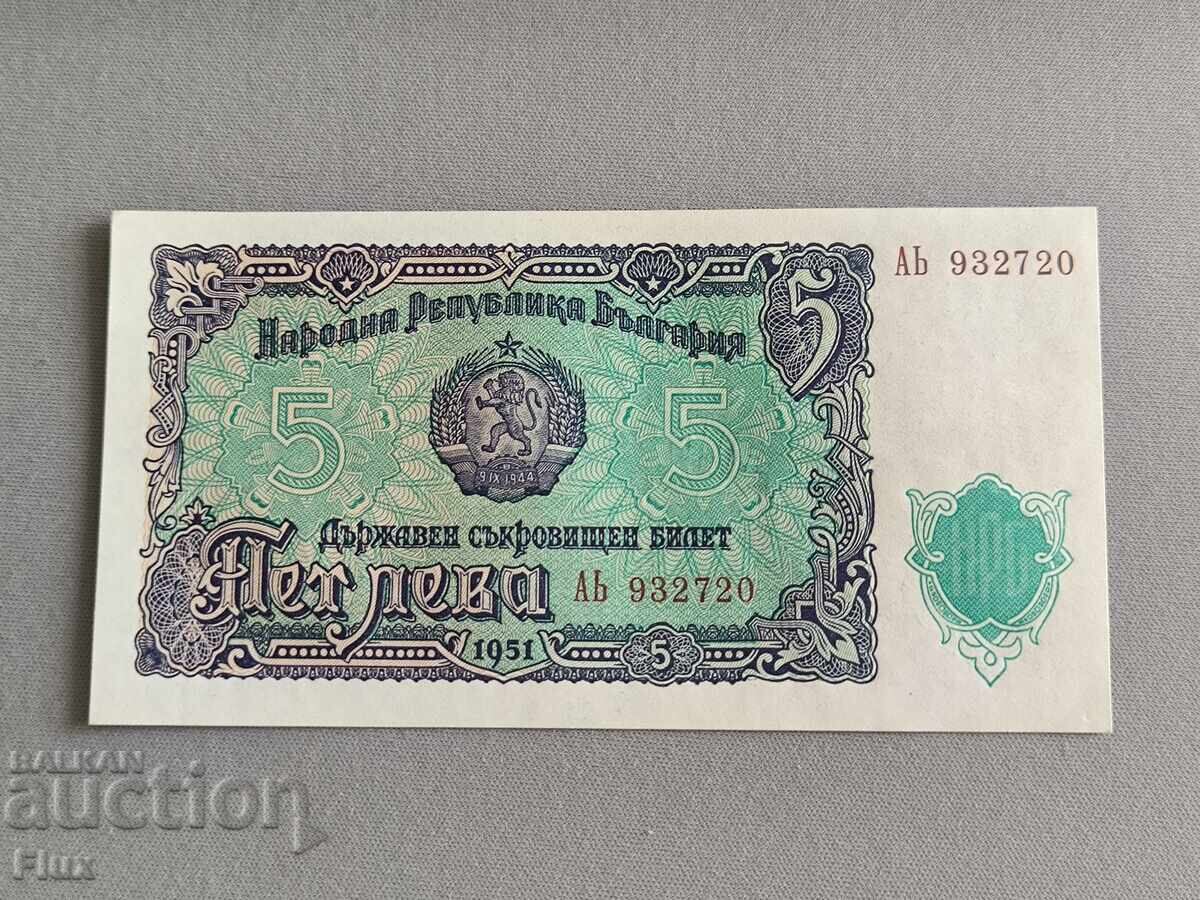 АЬ 932720
5
Народна Република България
5
5
9 IX 1944
Държавен съкровищен билет
Пет лева
АЬ 932720
1951
5
BALKAN
auction
Flux